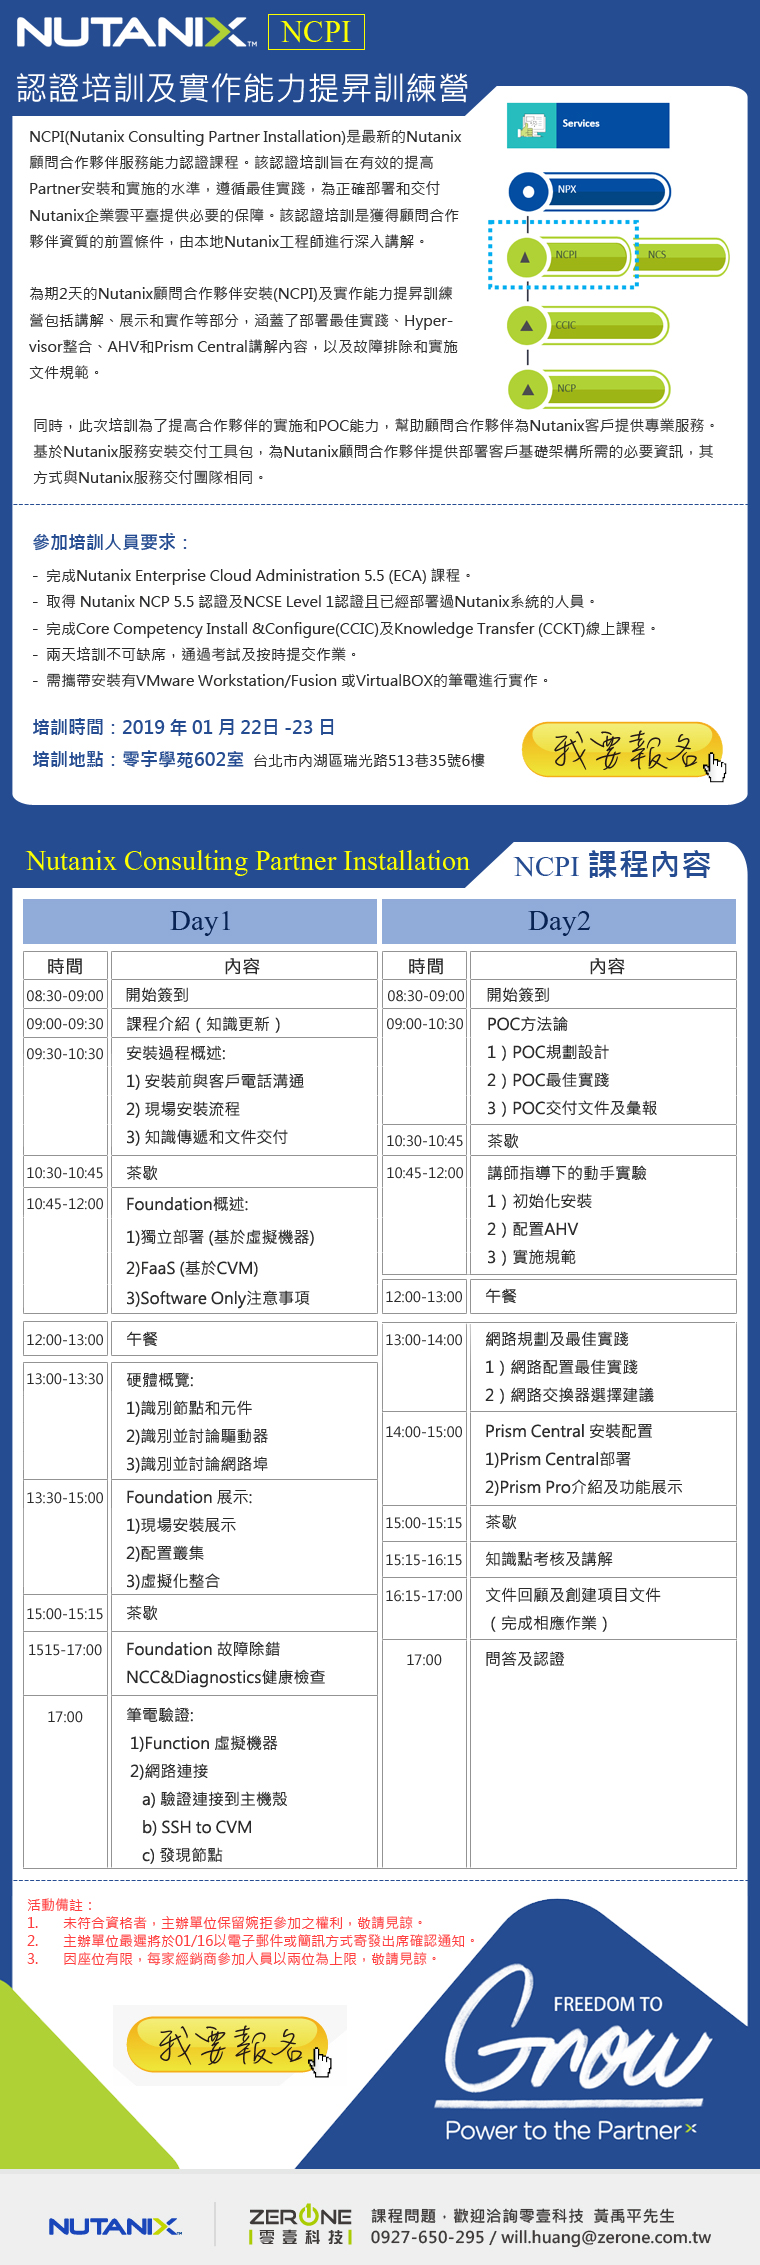 NUTANIX™ NCPI
認證培訓及實作能力提昇訓練營
NCPI(Nutanix Consulting Partner Installation)是最新的Nutanix
顧問合作夥伴服務能力認證課程。該認證培訓旨在有效的提高
Partner安裝和實施的水準，遵循最佳實踐，為正確部署和交付
Nutanix企業雲平臺提供必要的保障。該認證培訓是獲得顧問合作
夥伴資質的前置條件，由本地Nutanix工程師進行深入講解。
為期2天的Nutanix顧問合作夥伴安裝(NCPI)及實作能力提昇訓練
營包括講解、展示和實作等部分，涵蓋了部署最佳實踐、Hyper-
visor整合、AHV和Prism Central講解內容，以及故障排除和實施
文件規範。
Services
NPX
NCPI
NCS
CCIC
NCP
同時，此次培訓為了提高合作夥伴的實施和POC能力，幫助顧問合作夥伴為Nutanix客戶提供專業服務。
基於Nutanix服務安裝交付工具包，為Nutanix顧問合作夥伴提供部署客戶基礎架構所需的必要資訊，其
方式與Nutanix服務交付團隊相同。
參加培訓人員要求：
- 完成Nutanix Enterprise Cloud Administration 5.5 (ECA) 課程。
- 取得 Nutanix NCP 5.5 認證及NCSE Level 1認證且已經部署過Nutanix系統的人員。
- 完成Core Competency Install &Configure(CCIC)及Knowledge Transfer (CCKT)線上課程。
- 兩天培訓不可缺席，通過考試及按時提交作業。
- 需攜帶安裝有VMware Workstation/Fusion 或VirtualBOX的筆電進行實作。
培訓時間：2019 年 01 月 22日 -23 日
培訓地點：零宇學苑602室 台北市內湖區瑞光路513巷35號6樓
我要報名
Nutanix Consulting Partner Installation
NCPI 課程內容
Day1
時間 內容
08:30-09:00 開始簽到
09:00-09:30 課程介紹（知識更新）
09:30-10:30 安裝過程概述:
1) 安裝前與客戶電話溝通
2) 現場安裝流程
3) 知識傳遞和文件交付
10:30-10:45 茶歇
10:45-12:00 Foundation概述:
1)獨立部署 (基於虛擬機器)
2)FaaS (基於CVM)
3)Software Only注意事項
12:00-13:00 午餐
13:00-13:30 硬體概覽:
1)識別節點和元件
2)識別並討論驅動器
3)識別並討論網路埠
13:30-15:00 Foundation 展示:
1)現場安裝展示
2)配置叢集
3)虛擬化整合
15:00-15:15 茶歇
1515-17:00 Foundation 故障除錯
NCC&Diagnostics健康檢查
17:00 筆電驗證:
1)Function 虛擬機器
2)網路連接
a) 驗證連接到主機殼
b) SSH to CVM
c) 發現節點
Day2
時間 內容
08:30-09:00 開始簽到
09:00-10:30 POC方法論
1）POC規劃設計
2）POC最佳實踐
3）POC交付文件及彙報
10:30-10:45 茶歇
10:45-12:00 講師指導下的動手實驗
1）初始化安裝
2）配置AHV
3）實施規範
12:00-13:00 午餐
13:00-14:00 網路規劃及最佳實踐
1）網路配置最佳實踐
2）網路交換器選擇建議
14:00-15:00 Prism Central 安裝配置
1)Prism Central部署
2)Prism Pro介紹及功能展示
15:00-15:15 茶歇
15:15-16:15 知識點考核及講解
16:15-17:00 文件回顧及創建項目文件
（完成相應作業）
17:00 問答及認證
活動備註：
1. 未符合資格者，主辦單位保留婉拒參加之權利，敬請見諒。
2. 主辦單位最遲將於01/16以電子郵件或簡訊方式寄發出席確認通知。
3. 因座位有限，每家經銷商參加人員以兩位為上限，敬請見諒。
我要報名
FREEDOM TO
Grow
Power to the Partner
NUTANIX™
ZERONE
零壹科技
課程問題，歡迎洽詢零壹科技 黃禹平先生
0927-650-295 / will.huang@zerone.com.tw